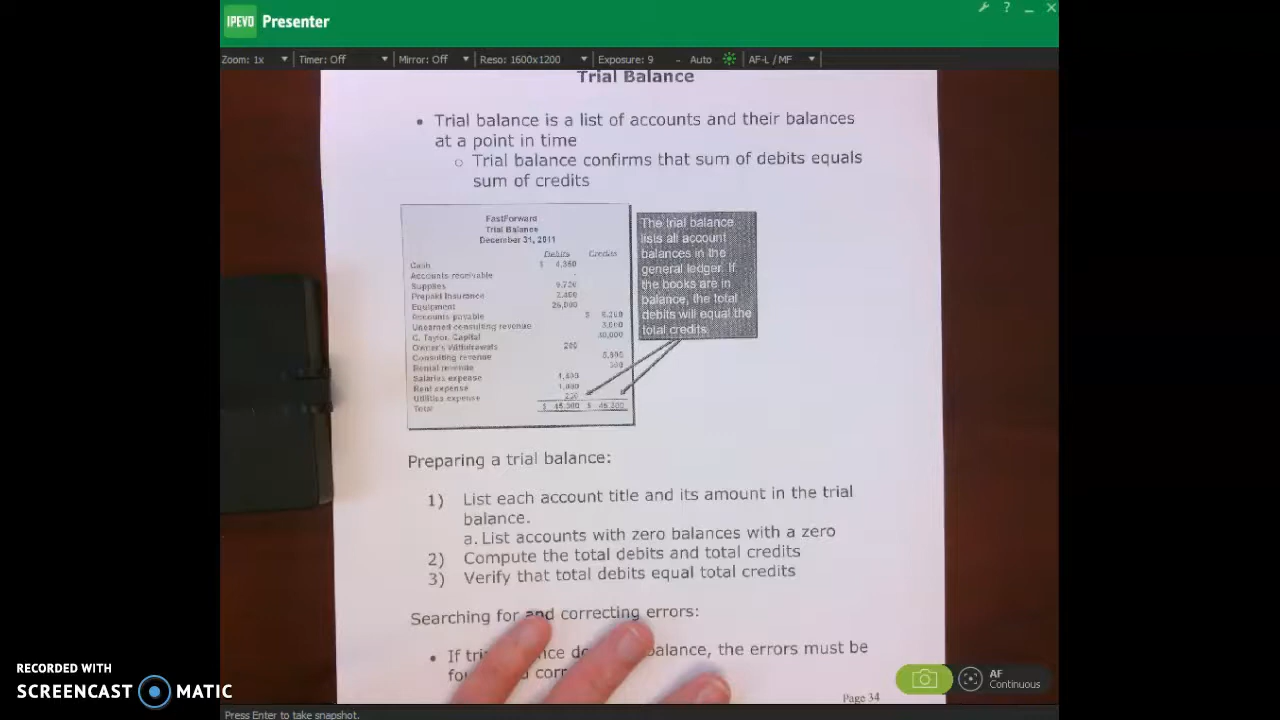 IPEVO Presenter
Zoom: 1x Timer: Off Mirror: Off Reso: 1600x1200 Exposure: 9 - Auto AF-L / MF
Trial Balance
• Trial balance is a list of accounts and their balances
at a point in time
o Trial balance confirms that sum of debits equals
sum of credits
FastForward
Trial Balance
December 31, 2011
Debits Credits
Cash $
Accounts receivable -
Supplies
Prepaid Insurance
Equipment
Accounts payable $
Unearned consulting revenue
C. Taylor, Capital
Owner's Withdrawals
Consulting revenue
Rental revenue
Salaries expense
Rent expense
Utilities expense
Total $ $
The trial balance
lists all account
balances in the
general ledger. If
the books are in
balance, the total
debits will equal the
total credits.
Preparing a trial balance:
1) List each account title and its amount in the trial
balance.
a. List accounts with zero balances with a zero
2) Compute the total debits and total credits
3) Verify that total debits equal total credits
Searching for and correcting errors:
• If balance, the errors must be
Page 34
AF
Continuous
RECORDED WITH
SCREENCAST MATIC
Press Enter to take snapshot.